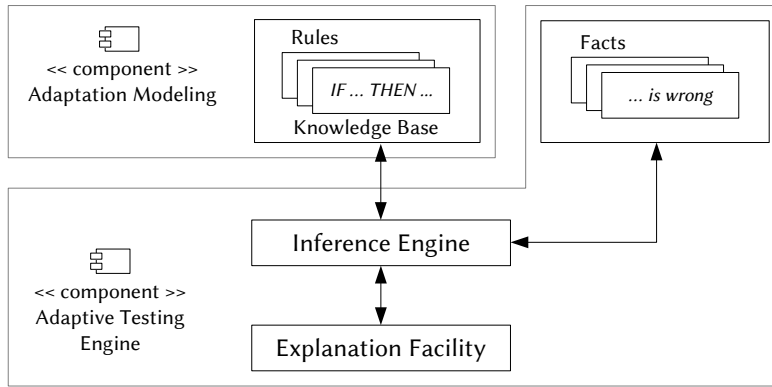 << component >>
Adaptation Modeling
Rules
IF ... THEN ...
Knowledge Base
Facts
... is wrong
Inference Engine
<< component >>
Adaptive Testing
Engine
Explanation Facility